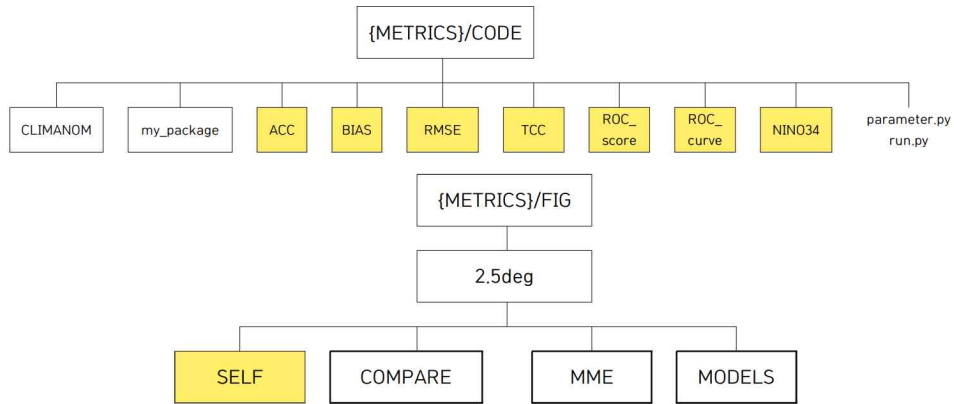 {METRICS}/CODE
CLIMANOM
my_package
ACC
BIAS
RMSE
TCC
ROC_
score
ROC_
curve
NINO34
parameter.py
run.py
{METRICS}/FIG
2.5deg
SELF
COMPARE
MME
MODELS